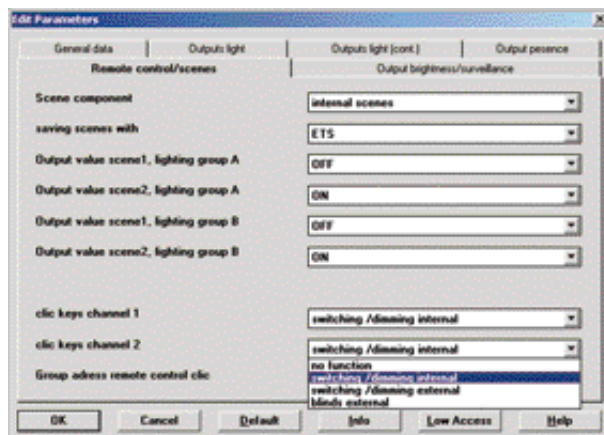 Edit Parameters
General data
Outputs light
Outputs light (cont.)
Output pesence
Remote control/scenes
Output brightness/surveillance
Scene component
internal scenes
saving scenes with
ETS
Output value scene1, lighting group A
OFF
Output value scene2, lighting group A
ON
Output value scene1, lighting group B
OFF
Output value scene2, lighting group B
ON
clic keys channel 1
switching /dimming internal
clic keys channel 2
switching /dimming internal
no function
switching /dimming internal
Group adress remote control clic
switching /dimming external
blinds external
OK
Cancel
Default
Info
Low Access
Help